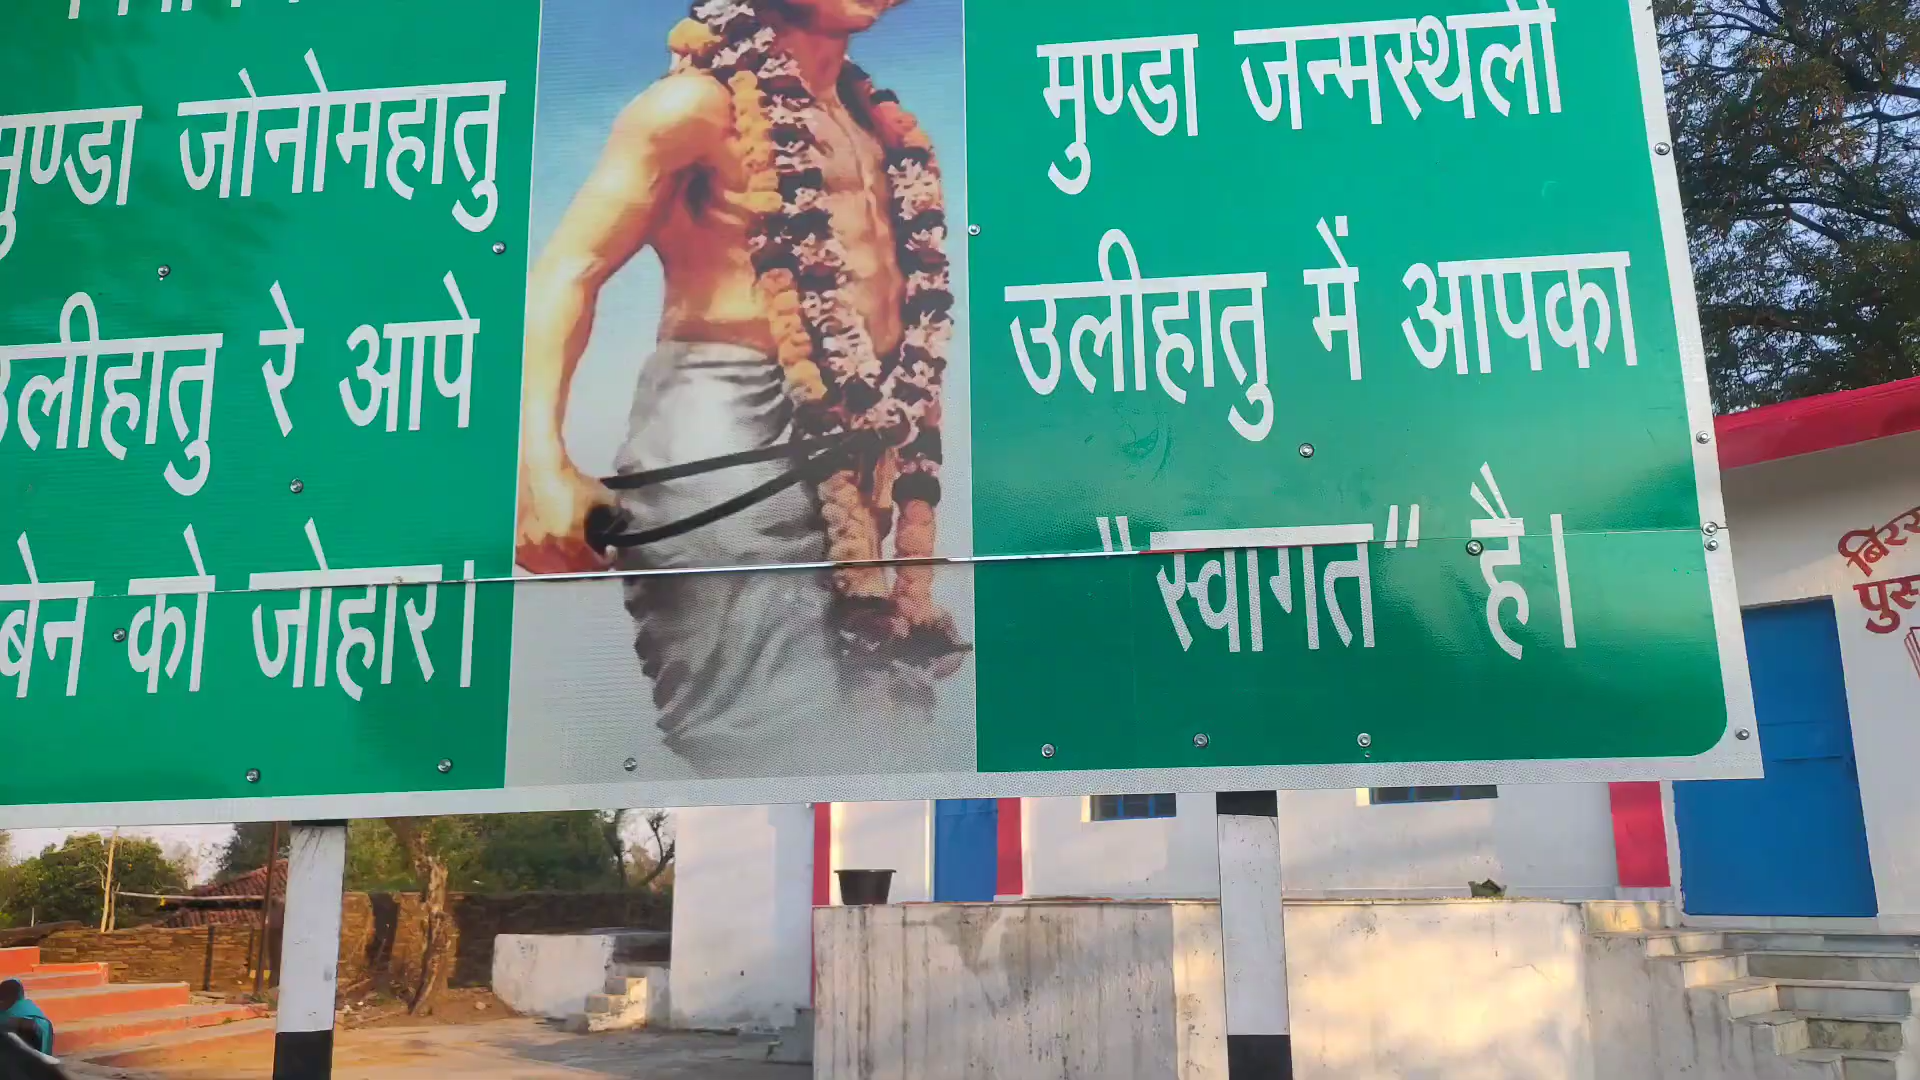 मुण्डा जोनोमहातु
उलीहातु रे आपे
बेन को जोहार।
मुण्डा जन्मस्थली
उलीहातु में आपका
"स्वागत" है।